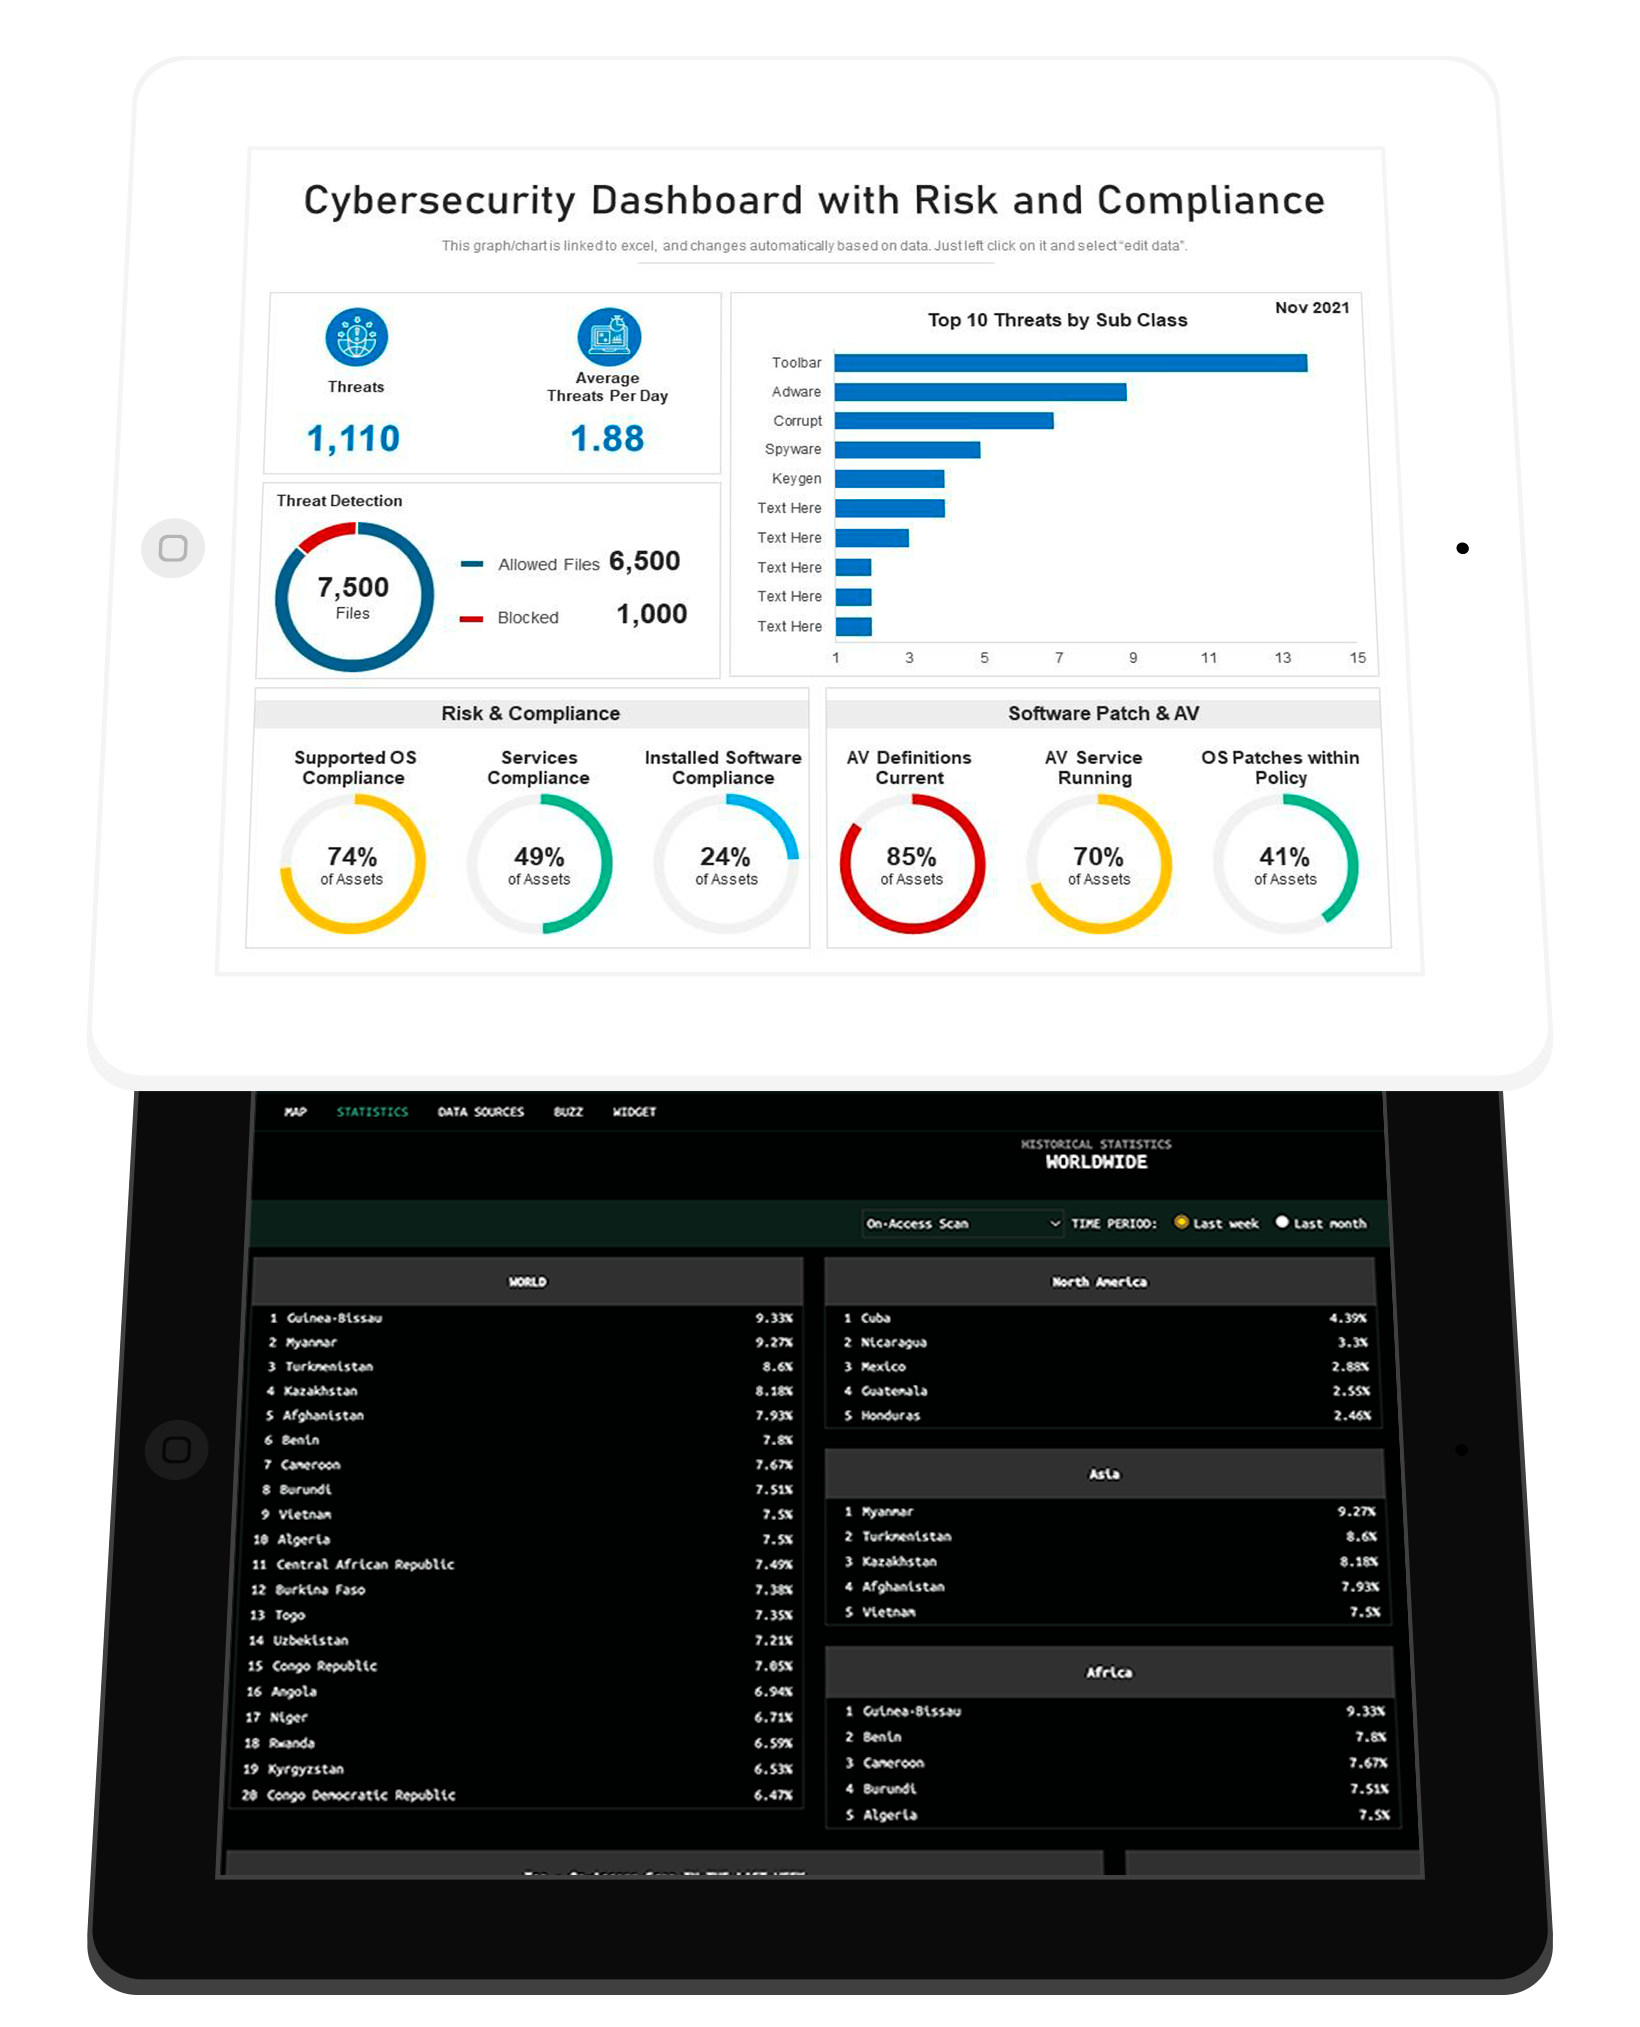 Cybersecurity Dashboard with Risk and Compliance
This graph/chart is linked to excel, and changes automatically based on data. Just left click on it and select “edit data”.
Threats
1,110
Average
Threats Per Day
1.88
Threat Detection
7,500
Files
Allowed Files 6,500
Blocked 1,000
Top 10 Threats by Sub Class
Nov 2021
Toolbar
Adware
Corrupt
Spyware
Keygen
Text Here
Text Here
Text Here
Text Here
Text Here
1 3 5 7 9 11 13 15
Risk & Compliance
Supported OS
Compliance
74%
of Assets
Services
Compliance
49%
of Assets
Installed Software
Compliance
24%
of Assets
Software Patch & AV
AV Definitions
Current
85%
of Assets
AV Service
Running
70%
of Assets
OS Patches within
Policy
41%
of Assets
MAP STATISTICS DATA SOURCES BUZZ WIDGET
HISTORICAL STATISTICS
WORLDWIDE
On-Access Scan TIME PERIOD: Last week Last month
WORLD
1 Guinea-Bissau 9.33%
2 Myanmar 9.27%
3 Turkmenistan 8.6%
4 Kazakhstan 8.18%
5 Afghanistan 7.93%
6 Benin 7.8%
7 Cameroon 7.67%
8 Burundi 7.51%
9 Vietnam 7.5%
10 Algeria 7.5%
11 Central African Republic 7.49%
12 Burkina Faso 7.38%
13 Togo 7.35%
14 Uzbekistan 7.21%
15 Congo Republic 7.05%
16 Angola 6.94%
17 Niger 6.71%
18 Rwanda 6.59%
19 Kyrgyzstan 6.53%
20 Congo Democratic Republic 6.47%
North America
1 Cuba 4.39%
2 Nicaragua 3.3%
3 Mexico 2.88%
4 Guatemala 2.55%
5 Honduras 2.46%
Asia
1 Myanmar 9.27%
2 Turkmenistan 8.6%
3 Kazakhstan 8.18%
4 Afghanistan 7.93%
5 Vietnam 7.5%
Africa
1 Guinea-Bissau 9.33%
2 Benin 7.8%
3 Cameroon 7.67%
4 Burundi 7.51%
5 Algeria 7.5%